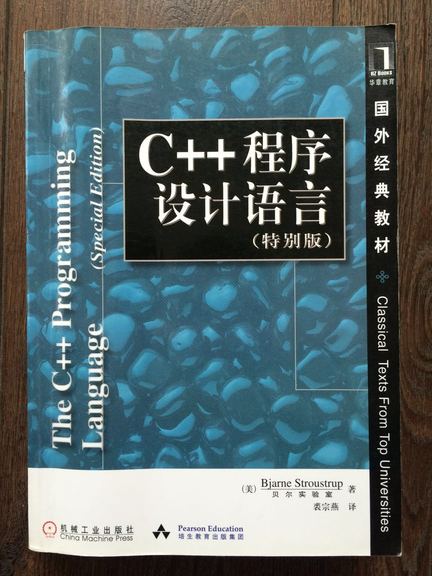 HZ Books
华章教育
国外经典教材
Classical Texts From Top Universities
C++程序
设计语言
(特别版)
The C++ Programming
Language
(Special Edition)
(美) Bjarne Stroustrup 著
贝尔实验室
裘宗燕 译
机械工业出版社
China Machine Press
Pearson Education
培生教育出版集团